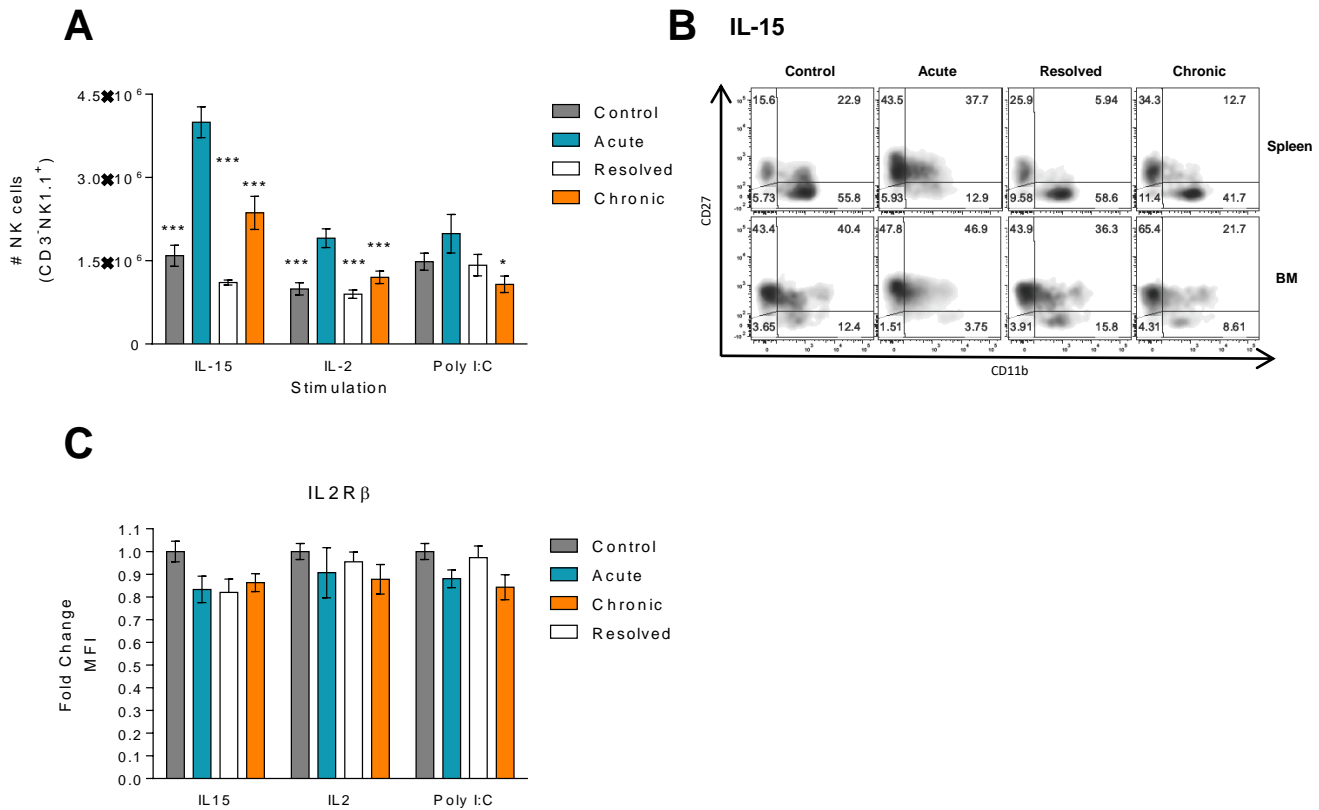 A
4.5✖10 6
3.0✖10 6
1.5✖10 6
0
# NK cells
(CD3-NK1.1+)
***
***
***
***
***
***
*
IL-15 IL-2 Poly I:C
Stimulation
Control
Acute
Resolved
Chronic
B IL-15
Control Acute Resolved Chronic
15.6 22.9 43.5 37.7 25.9 5.94 34.3 12.7
Spleen
5.73 55.8 5.93 12.9 9.58 58.6 11.4 41.7
43.4 40.4 47.8 46.9 43.9 36.3 65.4 21.7
BM
3.65 12.4 1.51 3.75 3.91 15.8 4.31 8.61
CD27
CD11b
C
IL2Rβ
1.1
1.0
0.9
0.8
0.7
0.6
0.5
0.4
0.3
0.2
0.1
0.0
Fold Change
MFI
IL15 IL2 Poly I:C
Control
Acute
Chronic
Resolved